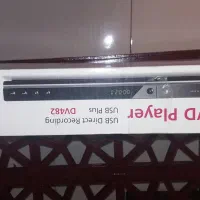 VD Player
DV482
USB Plus
USB Direct Recording